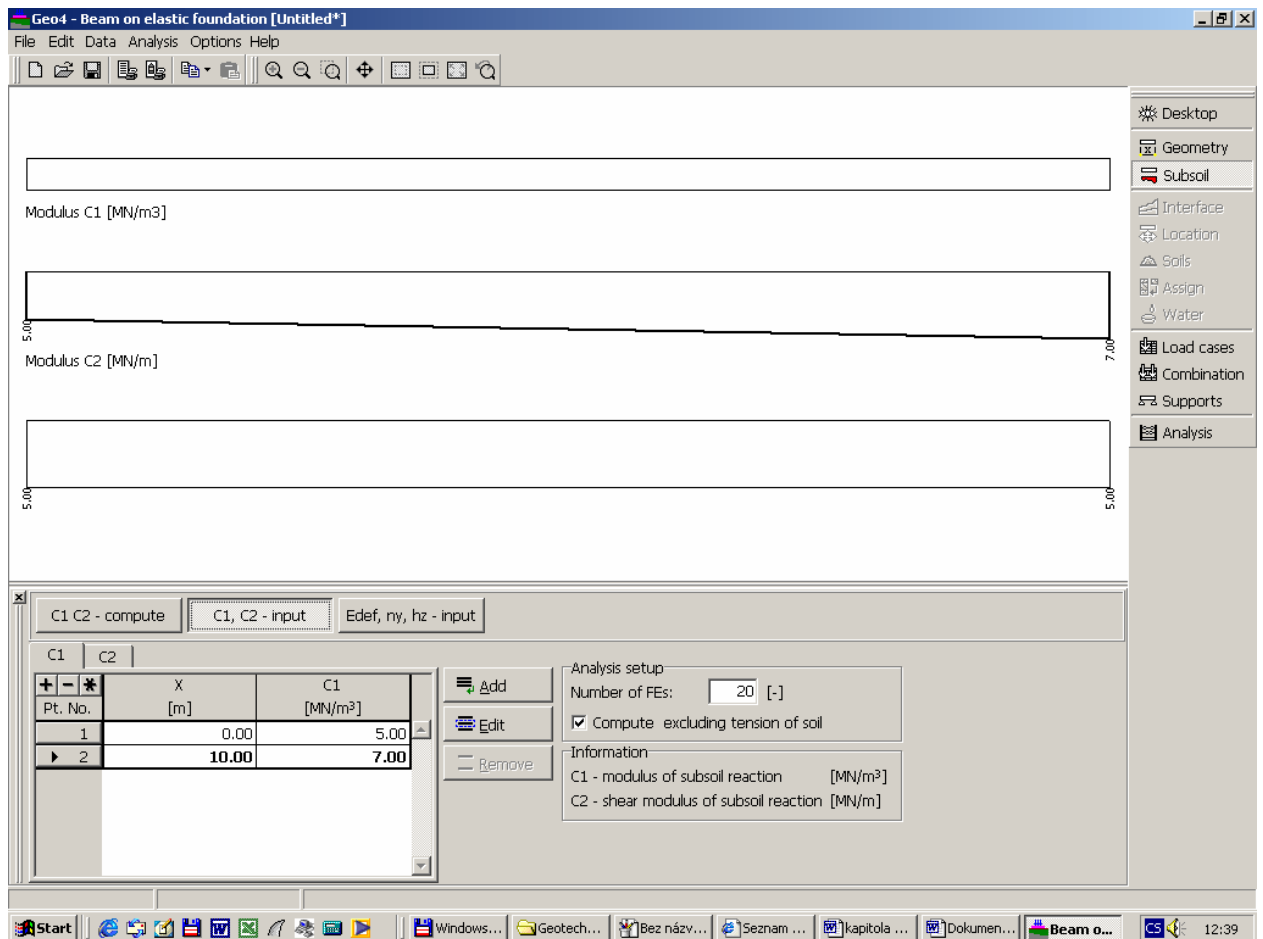 Geo4 - Beam on elastic foundation [Untitled*]
File Edit Data Analysis Options Help
Desktop
Geometry
Subsoil
Interface
Location
Soils
Assign
Water
Load cases
Combination
Supports
Analysis
Modulus C1 [MN/m3]
5.00
7.00
Modulus C2 [MN/m]
5.00
5.00
C1 C2 - compute
C1, C2 - input
Edef, ny, hz - input
C1
C2
+ - *
X
C1
Pt. No.
[m]
[MN/m³]
1 0.00 5.00
2 10.00 7.00
Add
Edit
Remove
Analysis setup
Number of FEs: 20 [-]
Compute excluding tension of soil
Information
C1 - modulus of subsoil reaction [MN/m³]
C2 - shear modulus of subsoil reaction [MN/m]
Start
Windows...
Geotech...
Bez názv...
Seznam ...
kapitola ...
Dokumen...
Beam o...
CS
12:39